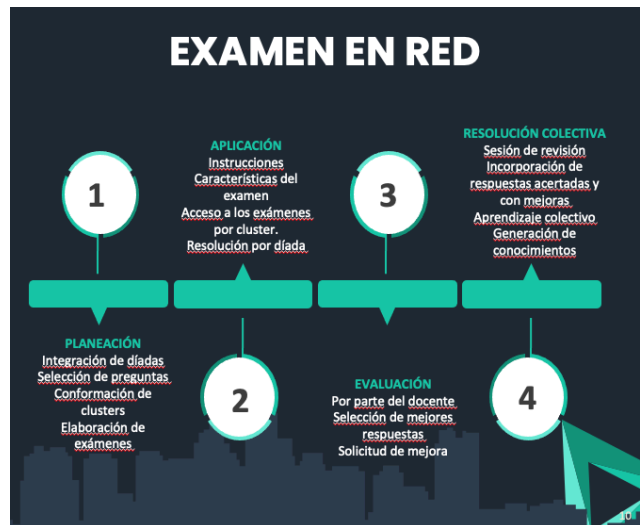 EXAMEN EN RED
1
PLANEACIÓN
Integración de díadas
Selección de preguntas
Conformación de
clusters
Elaboración de
exámenes
APLICACIÓN
Instrucciones
Características del
examen
Acceso a los exámenes
por cluster.
Resolución por díada
2
3
EVALUACIÓN
Por parte del docente
Selección de mejores
respuestas
Solicitud de mejora
RESOLUCIÓN COLECTIVA
Sesión de revisión
Incorporación de
respuestas acertadas y
con mejoras
Aprendizaje colectivo
Generación de
conocimientos
4
10